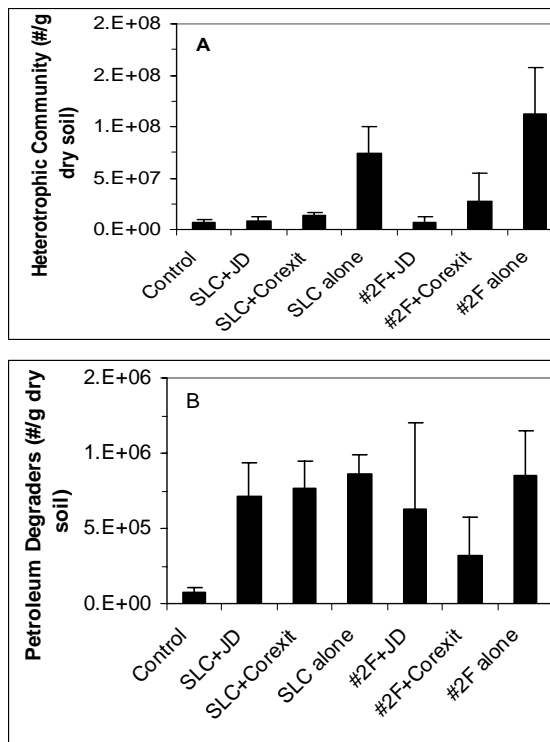 A
Heterotrophic Community (#/g
dry soil)
2.E+08
2.E+08
1.E+08
5.E+07
0.E+00
Control
SLC+JD
SLC+Corexit
SLC alone
#2F+JD
#2F+Corexit
#2F alone
B
Petroleum Degraders (#/g dry
soil)
2.E+06
1.E+06
5.E+05
0.E+00
Control
SLC+JD
SLC+Corexit
SLC alone
#2F+JD
#2F+Corexit
#2F alone